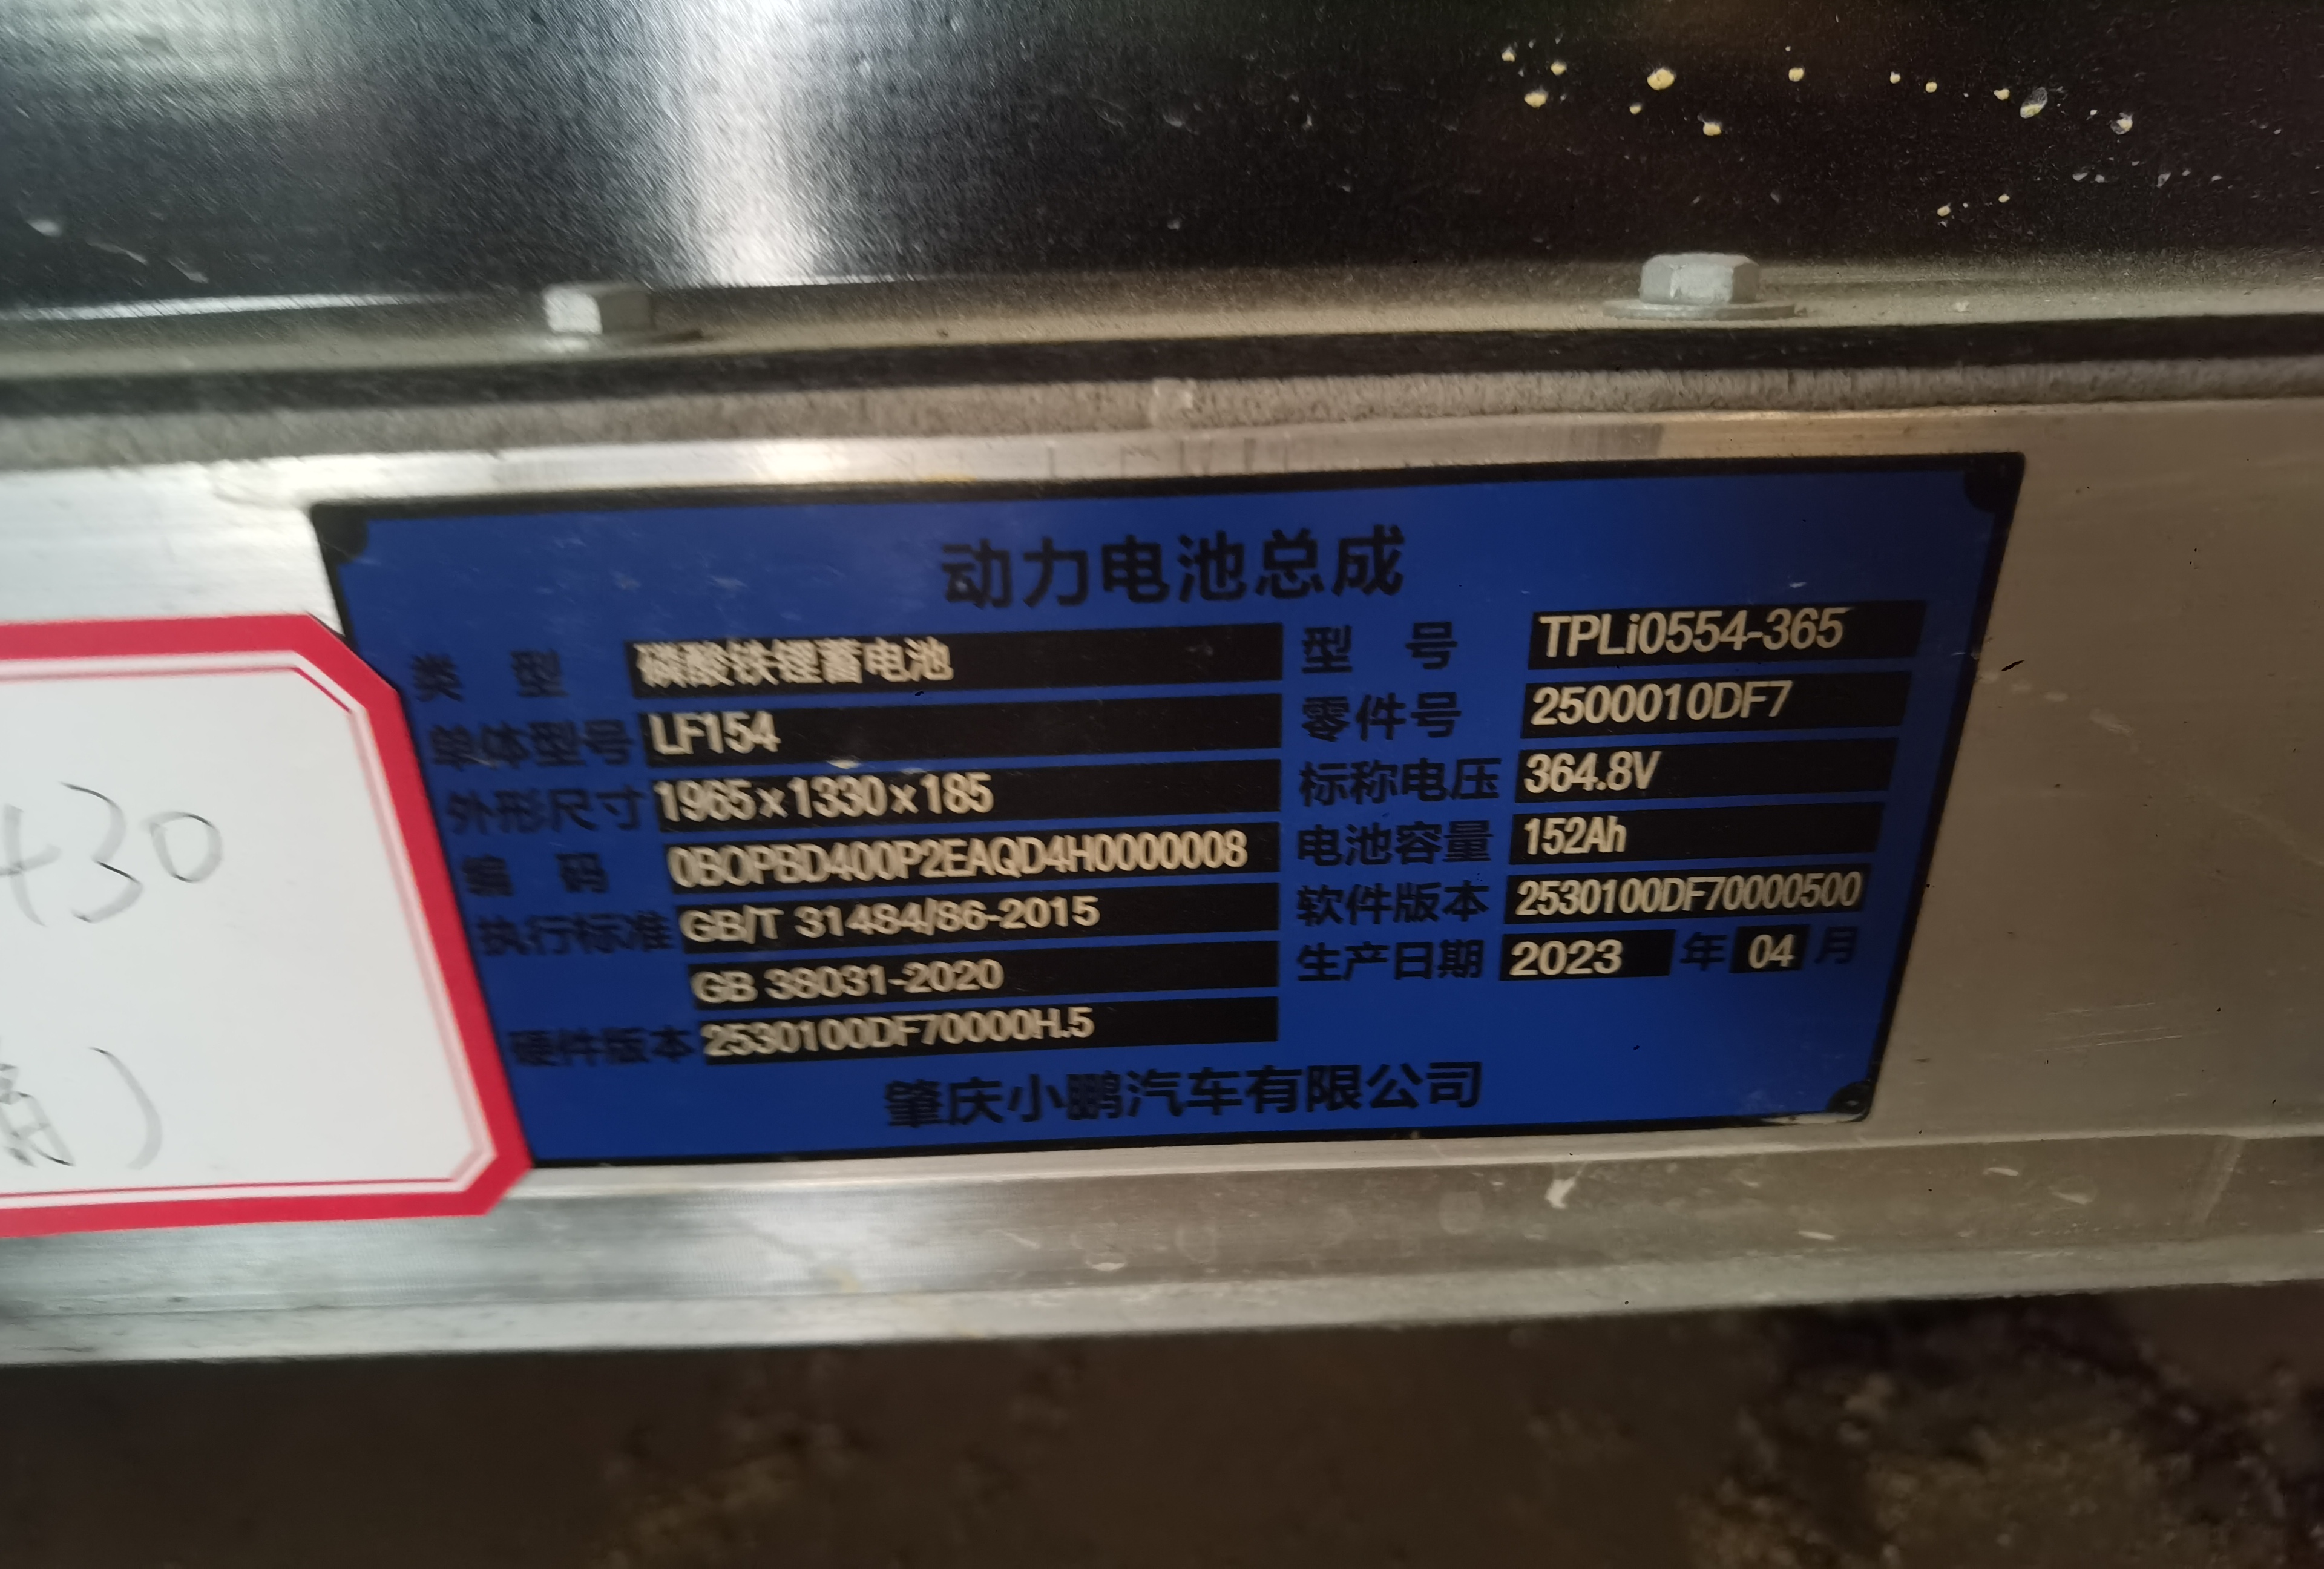 动力电池总成
类 型 磷酸铁锂蓄电池 型 号 TPLi0554-365
单体型号 LF154 零件号 2500010DF7
外形尺寸 1965×1330×185 标称电压 364.8V
编 码 0BOPBD400P2EAQD4H0000008 电池容量 152Ah
执行标准 GB/T 31484/86-2015 软件版本 2530100DF70000500
GB 38031-2020 生产日期 2023 年 04 月
硬件版本 2530100DF70000H.5
肇庆小鹏汽车有限公司
430